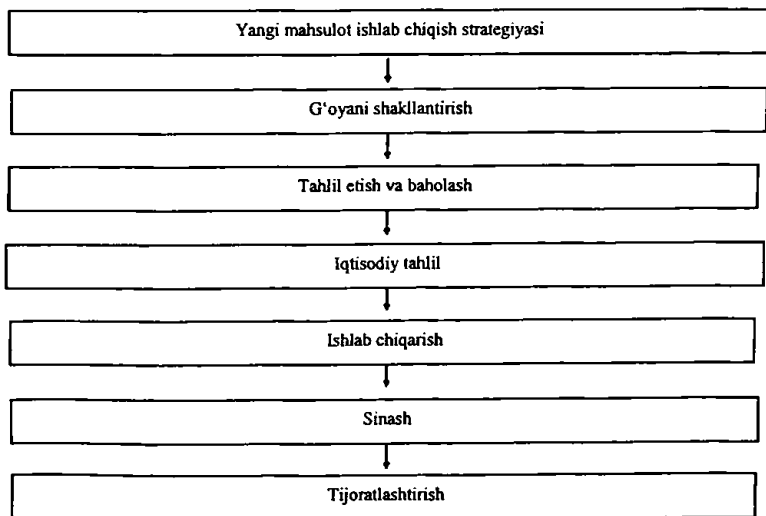 Yangi mahsulot ishlab chiqish strategiyasi
G‘oyani shakllantirish
Tahlil etish va baholash
Iqtisodiy tahlil
Ishlab chiqarish
Sinash
Tijoratlashtirish